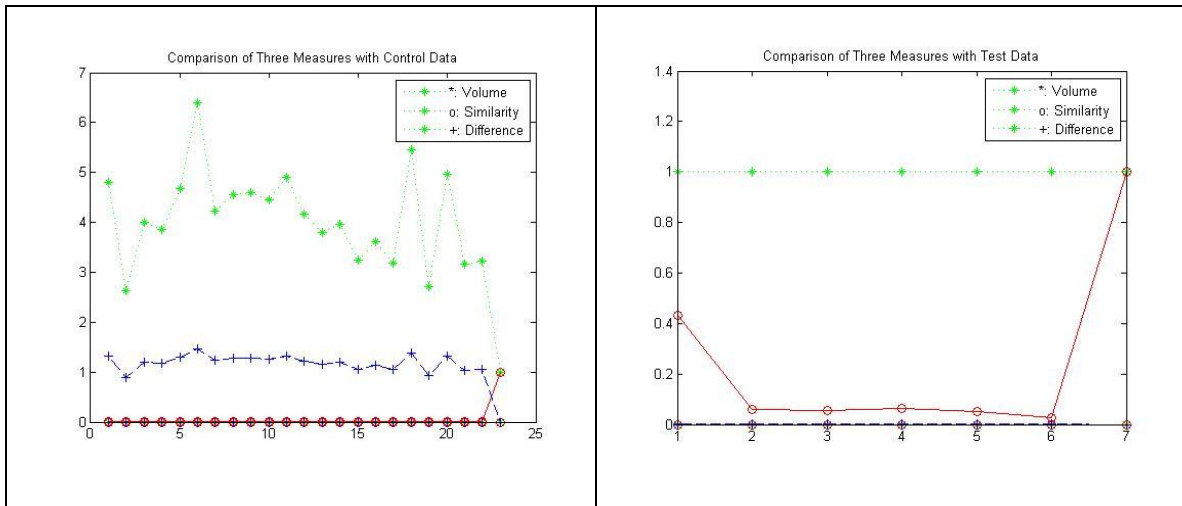 Comparison of Three Measures with Control Data
7
6
5
4
3
2
1
0
0 5 10 15 20 25
*: Volume
o: Similarity
+: Difference
Comparison of Three Measures with Test Data
1.4
1.2
1
0.8
0.6
0.4
0.2
0
1 2 3 4 5 6 7
*: Volume
o: Similarity
+: Difference